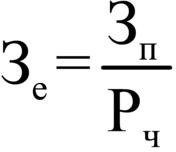 Зе = Зп
Рч